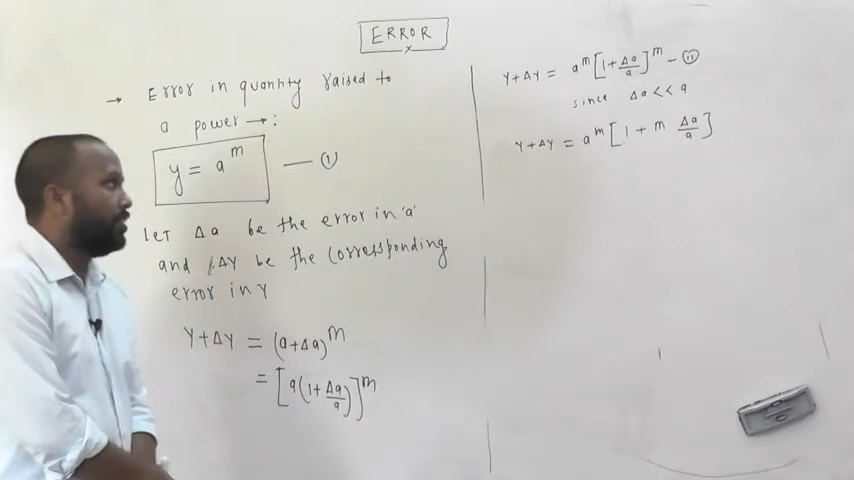 ERROR
→ Error in quantity raised to
a power →:
y = a^m — ①
Let Δa be the error in 'a'
and ΔY be the corresponding
error in Y
Y+ΔY = (a+Δa)^m
= [a(1+Δa/a)]^m
Y+ΔY = a^m [1+Δa/a]^m — ⑪
since Δa << a
Y+ΔY = a^m [1 + m Δa/a]